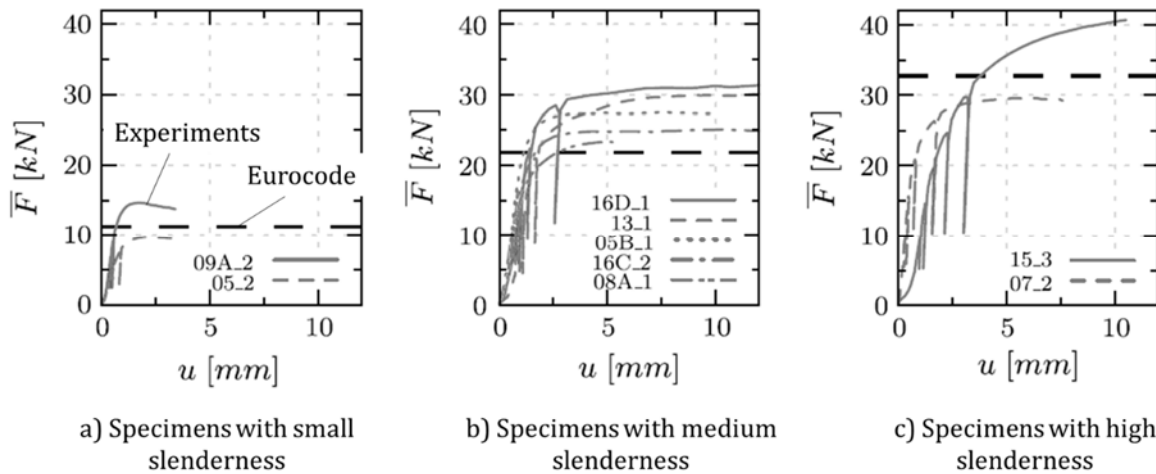 40
30
20
10
0
F [kN]
Experiments
Eurocode
09A_2
05_2
0 5 10
u [mm]
a) Specimens with small
slenderness
40
30
20
10
0
F [kN]
16D_1
13_1
05B_1
16C_2
08A_1
0 5 10
u [mm]
b) Specimens with medium
slenderness
40
30
20
10
0
F [kN]
15_3
07_2
0 5 10
u [mm]
c) Specimens with high
slenderness